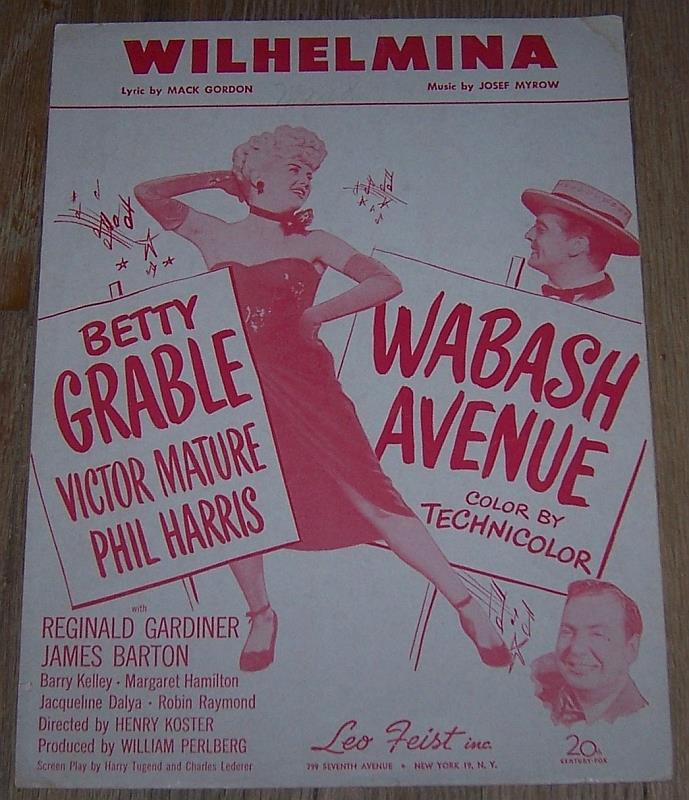 WILHELMINA
Lyric by MACK GORDON
Music by JOSEF MYROW
BETTY
GRABLE
VICTOR MATURE
PHIL HARRIS
WABASH
AVENUE
COLOR BY
TECHNICOLOR
with
REGINALD GARDINER
JAMES BARTON
Barry Kelley · Margaret Hamilton
Jacqueline Dalya · Robin Raymond
Directed by HENRY KOSTER
Produced by WILLIAM PERLBERG
Screen Play by Harry Tugend and Charles Lederer
Leo Feist inc.
799 SEVENTH AVENUE • NEW YORK 19, N. Y.
20th
CENTURY-FOX